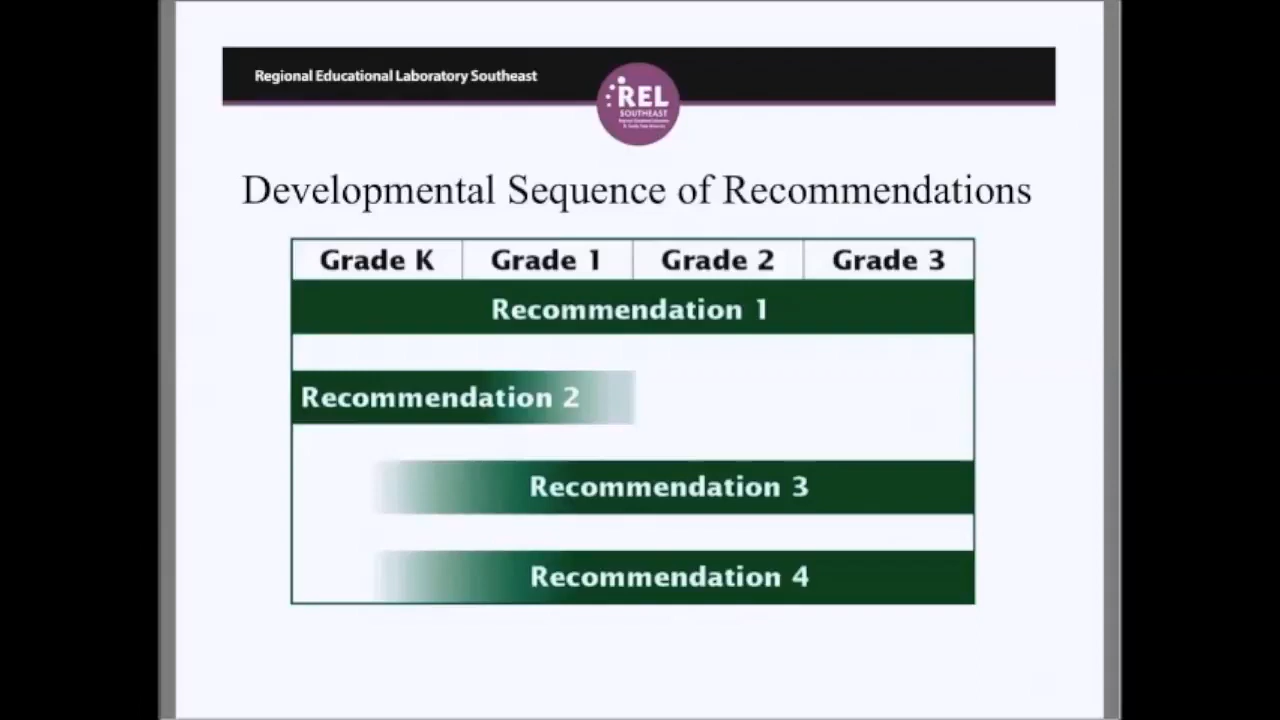 Regional Educational Laboratory Southeast
REL
SOUTHEAST
Developmental Sequence of Recommendations
Grade K Grade 1 Grade 2 Grade 3
Recommendation 1
Recommendation 2
Recommendation 3
Recommendation 4